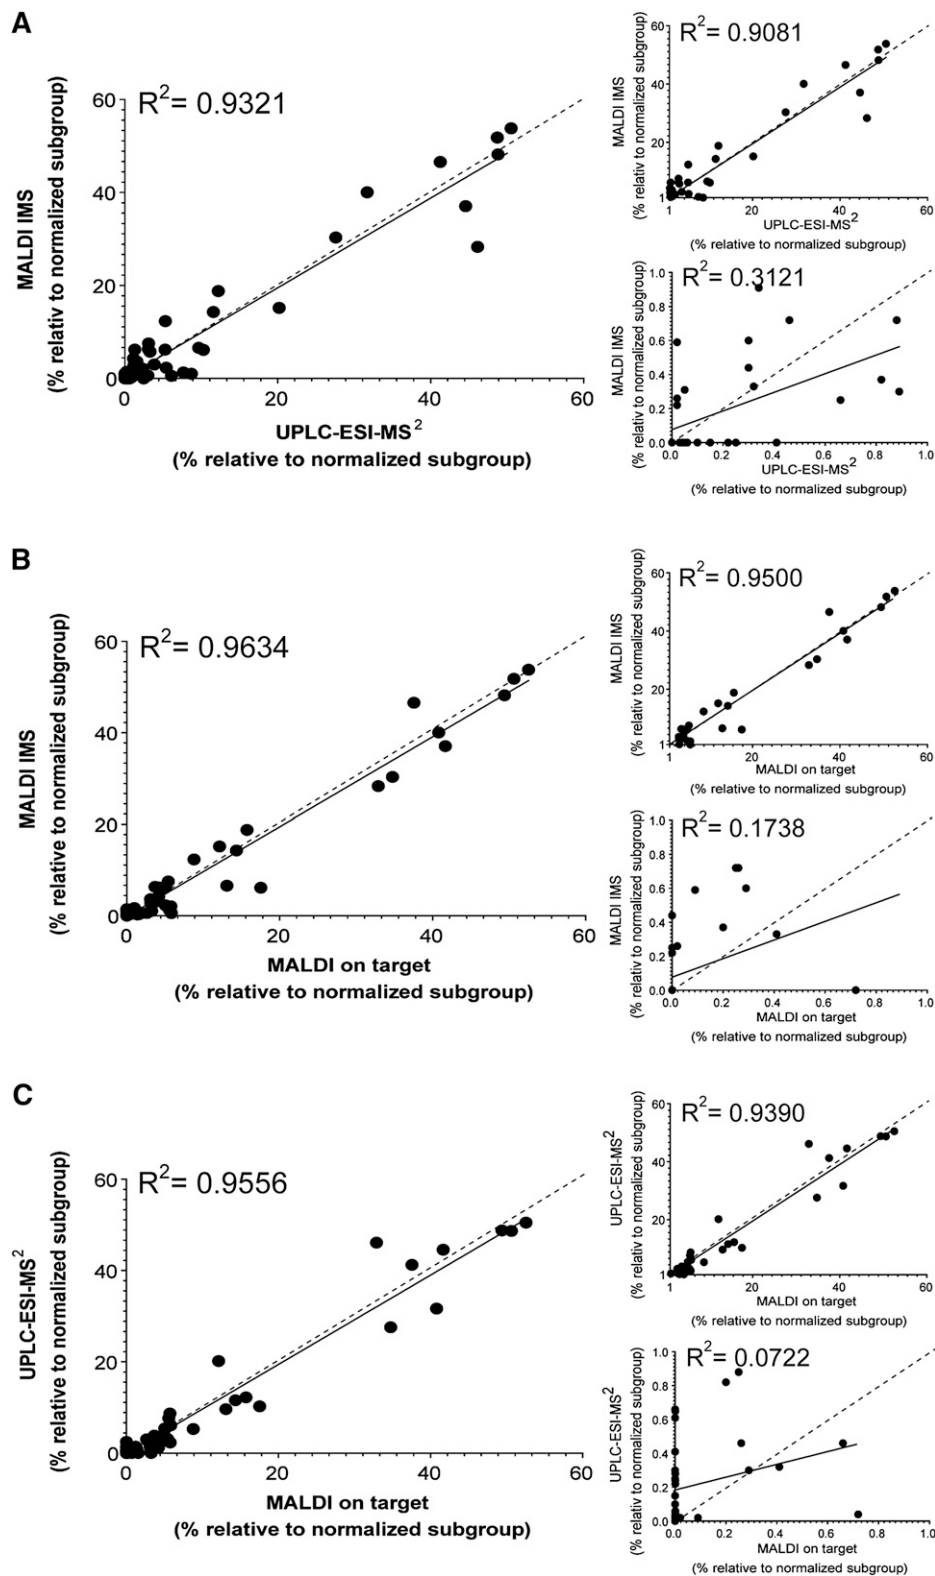 A
R²= 0.9321
MALDI IMS
(% relativ to normalized subgroup)
60
40
20
0
0 20 40 60
UPLC-ESI-MS²
(% relative to normalized subgroup)
R²= 0.9081
MALDI IMS
(% relativ to normalized subgroup)
60
40
20
1
1 20 40 60
UPLC-ESI-MS²
(% relative to normalized subgroup)
R²= 0.3121
MALDI IMS
(% relativ to normalized subgroup)
1.0
0.8
0.6
0.4
0.2
0.0
0.0 0.2 0.4 0.6 0.8 1.0
UPLC-ESI-MS²
(% relative to normalized subgroup)
B
R²= 0.9634
MALDI IMS
(% relativ to normalized subgroup)
60
40
20
0
0 20 40 60
MALDI on target
(% relative to normalized subgroup)
R²= 0.9500
MALDI IMS
(% relativ to normalized subgroup)
60
40
20
1
1 20 40 60
MALDI on target
(% relative to normalized subgroup)
R²= 0.1738
MALDI IMS
(% relativ to normalized subgroup)
1.0
0.8
0.6
0.4
0.2
0.0
0.0 0.2 0.4 0.6 0.8 1.0
MALDI on target
(% relative to normalized subgroup)
C
R²= 0.9556
UPLC-ESI-MS²
(% relativ to normalized subgroup)
60
40
20
0
0 20 40 60
MALDI on target
(% relative to normalized subgroup)
R²= 0.9390
UPLC-ESI-MS²
(% relativ to normalized subgroup)
60
40
20
1
1 20 40 60
MALDI on target
(% relative to normalized subgroup)
R²= 0.0722
UPLC-ESI-MS²
(% relativ to normalized subgroup)
1.0
0.8
0.6
0.4
0.2
0.0
0.0 0.2 0.4 0.6 0.8 1.0
MALDI on target
(% relative to normalized subgroup)